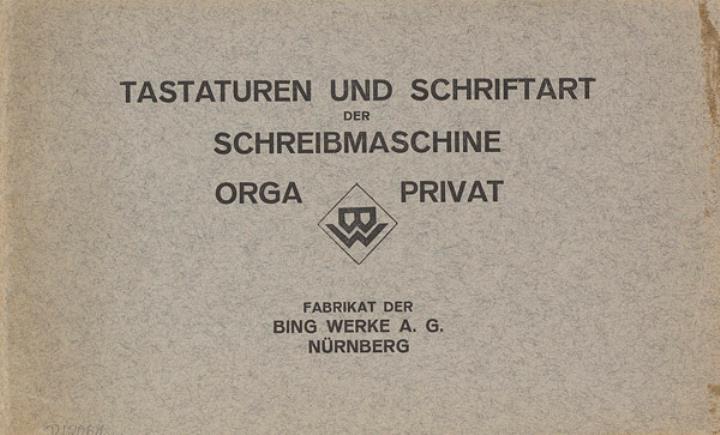 TASTATUREN UND SCHRIFTART
DER
SCHREIBMASCHINE
ORGA PRIVAT
BW
FABRIKAT DER
BING WERKE A. G.
NÜRNBERG